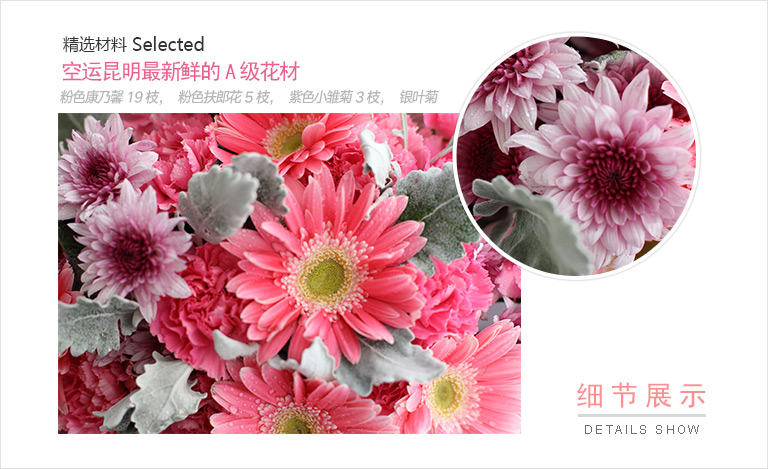 精选材料 Selected
空运昆明最新鲜的 A 级花材
粉色康乃馨 19 枝， 粉色扶郎花 5 枝， 紫色小雏菊 3 枝， 银叶菊
细节展示
DETAILS SHOW